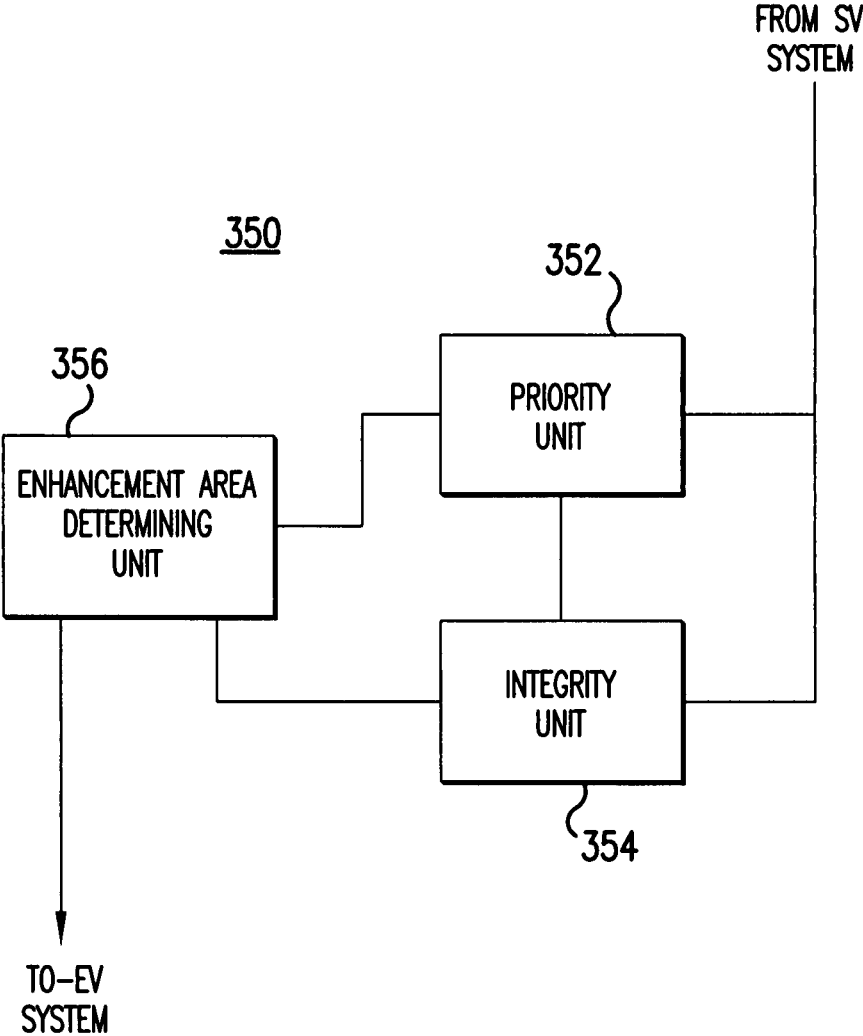 FROM SV
SYSTEM
350
352
PRIORITY
UNIT
356
ENHANCEMENT AREA
DETERMINING
UNIT
INTEGRITY
UNIT
354
TO-EV
SYSTEM